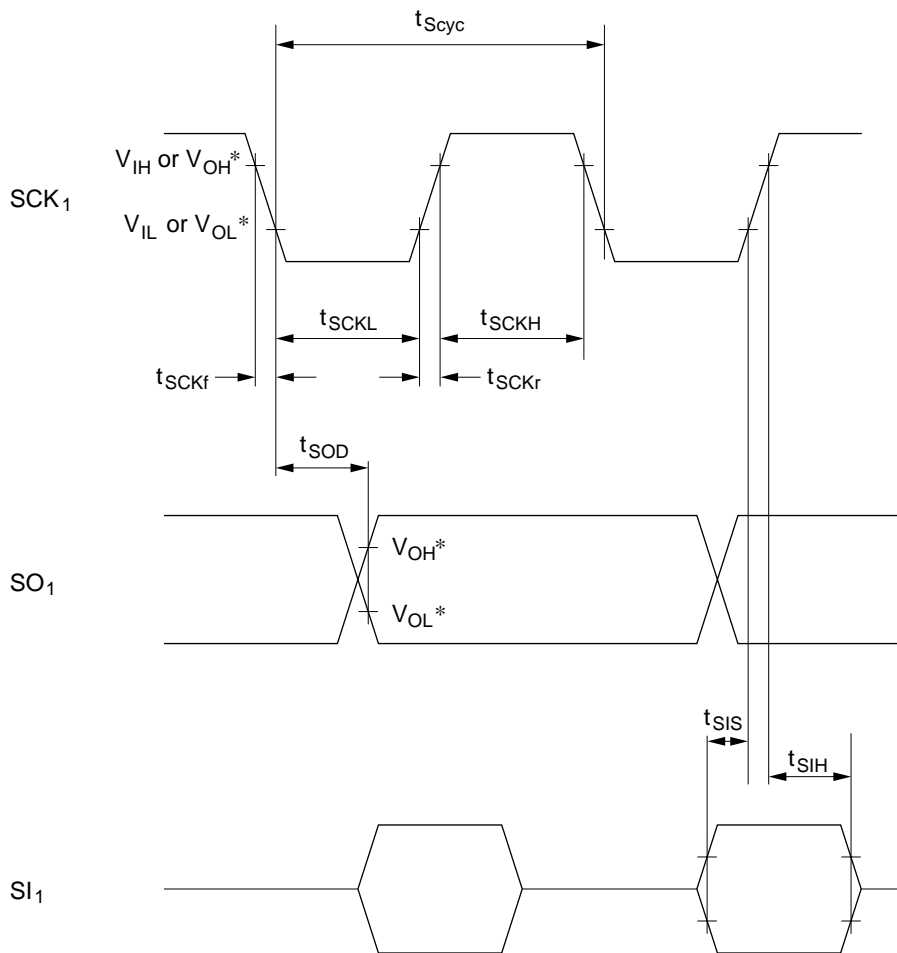 tScyc
VIH or VOH*
SCK1
VIL or VOL*
tSCKL
tSCKH
tSCKf
tSCKr
tSOD
VOH*
SO1
VOL*
tSIS
tSIH
SI1